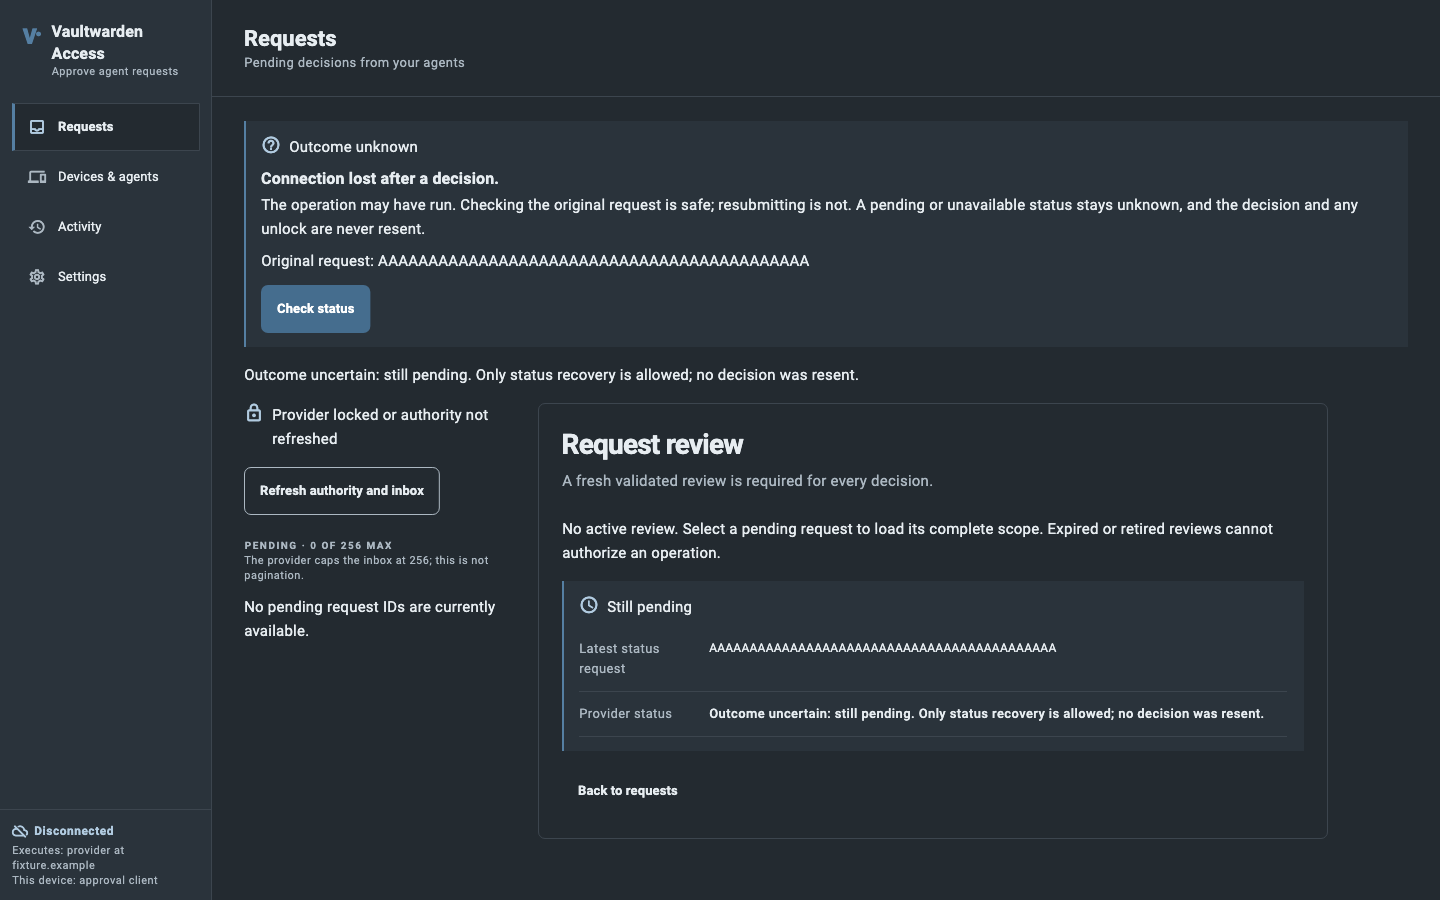 Vaultwarden
Access
Approve agent requests
Requests
Devices & agents
Activity
Settings
Disconnected
Executes: provider at
fixture.example
This device: approval client
Requests
Pending decisions from your agents
Outcome unknown
Connection lost after a decision.
The operation may have run. Checking the original request is safe; resubmitting is not. A pending or unavailable status stays unknown, and the decision and any
unlock are never resent.
Original request: AAAAAAAAAAAAAAAAAAAAAAAAAAAAAAAAAAAAAAAAAAA
Check status
Outcome uncertain: still pending. Only status recovery is allowed; no decision was resent.
Provider locked or authority not
refreshed
Refresh authority and inbox
PENDING · 0 OF 256 MAX
The provider caps the inbox at 256; this is not
pagination.
No pending request IDs are currently
available.
Request review
A fresh validated review is required for every decision.
No active review. Select a pending request to load its complete scope. Expired or retired reviews cannot
authorize an operation.
Still pending
Latest status
request
AAAAAAAAAAAAAAAAAAAAAAAAAAAAAAAAAAAAAAAAAAA
Provider status
Outcome uncertain: still pending. Only status recovery is allowed; no decision was resent.
Back to requests